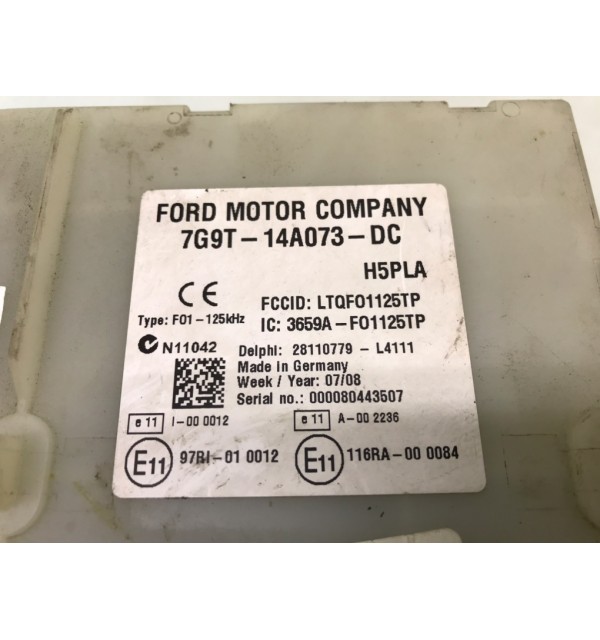 FORD MOTOR COMPANY
7G9T-14A073-DC
H5PLA
CE
FCCID: LTQFO1125TP
Type: F01-125kHz
IC: 3659A-FO1125TP
N11042
Delphi: 28110779 - L4111
Made in Germany
Week / Year: 07/08
Serial no.: 000080443507
e 11 I-00 0012
e 11 A-00 2236
E11 97RI-01 0012
E11 116RA-00 0084